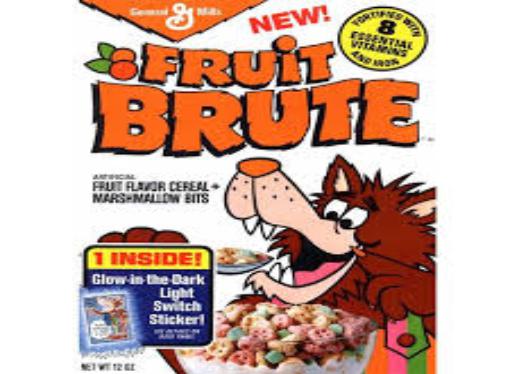 General G Mills
NEW!
FORTIFIED WITH
8
ESSENTIAL
VITAMINS
AND IRON
FRUIT
BRUTE
ARTIFICIAL
FRUIT FLAVOR CEREAL+
MARSHMALLOW BITS
1 INSIDE!
Glow-in-the-Dark
Light
Switch
Sticker!
NET WT 12 OZ